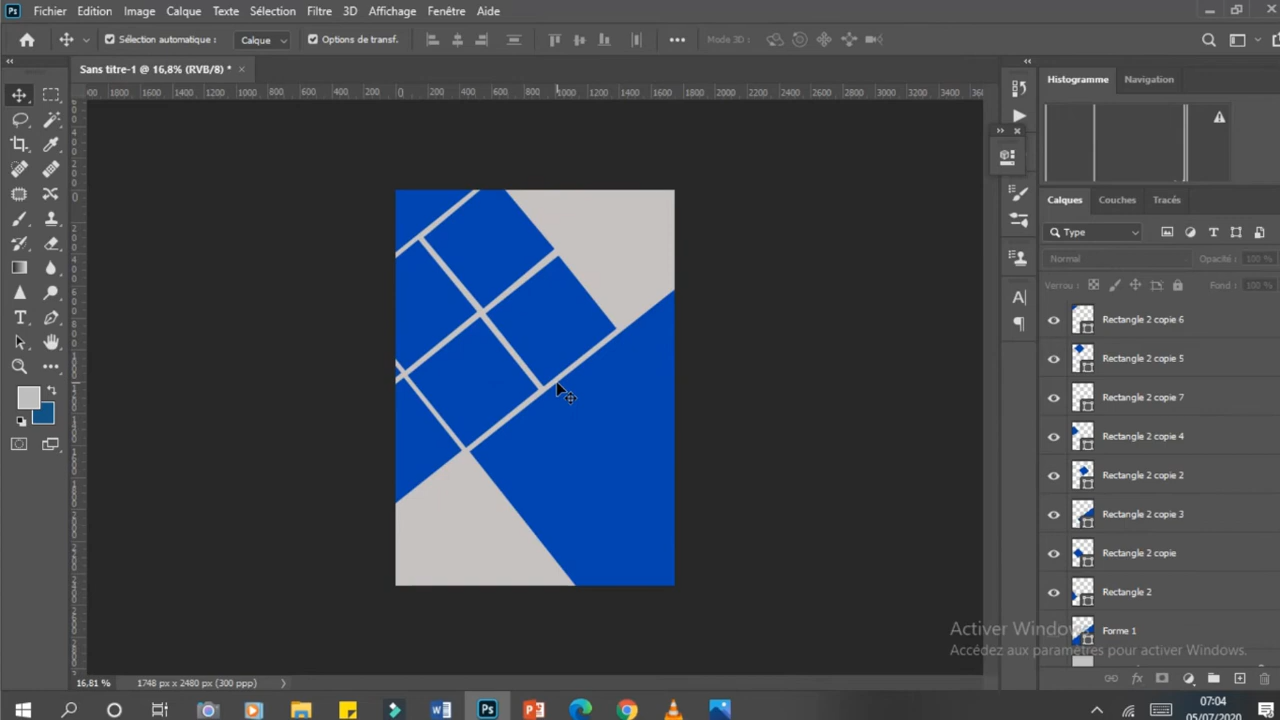 Ps Fichier Edition Image Calque Texte Sélection Filtre 3D Affichage Fenêtre Aide
Sélection automatique : Calque Options de transf. Mode 3D :
Sans titre-1 @ 16,8% (RVB/8) * ×
Histogramme Navigation
Calques Couches Tracés
Type
Normal Opacité : 100 %
Verrou : Fond : 100 %
Rectangle 2 copie 6
Rectangle 2 copie 5
Rectangle 2 copie 7
Rectangle 2 copie 4
Rectangle 2 copie 2
Rectangle 2 copie 3
Rectangle 2 copie
Rectangle 2
Forme 1
Activer Windows
Accédez aux paramètres pour activer Windows.
16,81 % 1748 px x 2480 px (300 ppp)
07:04
05/07/2020